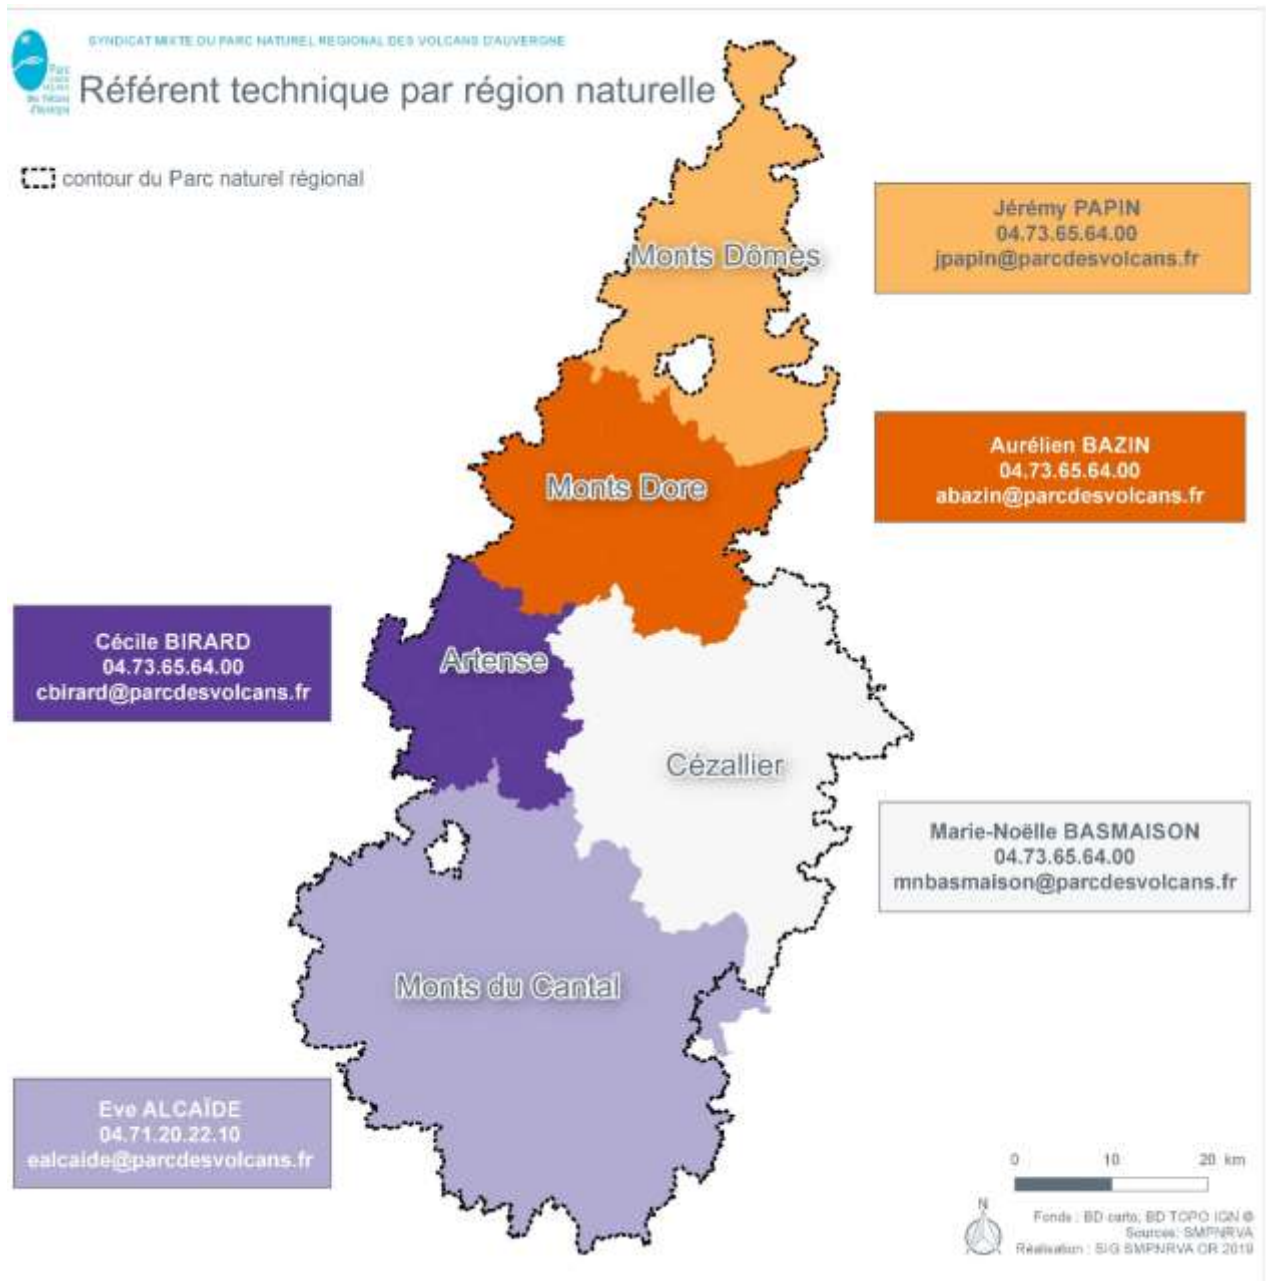 SYNDICAT MIXTE DU PARC NATUREL REGIONAL DES VOLCANS D'AUVERGNE
Parc
des Volcans
d'Auvergne
Référent technique par région naturelle
contour du Parc naturel régional
Monts Dômes
Jérémy PAPIN
04.73.65.64.00
jpapin@parcdesvolcans.fr
Monts Dore
Aurélien BAZIN
04.73.65.64.00
abazin@parcdesvolcans.fr
Cécile BIRARD
04.73.65.64.00
cbirard@parcdesvolcans.fr
Artense
Cézallier
Marie-Noëlle BASMAISON
04.73.65.64.00
mnbasmaison@parcdesvolcans.fr
Monts du Cantal
Eve ALCAÏDE
04.71.20.22.10
ealcaide@parcdesvolcans.fr
0 10 20 km
N
Fonds : BD carto, BD TOPO IGN ©
Sources: SMPNRVA
Réalisation : SIG SMPNRVA OR 2019